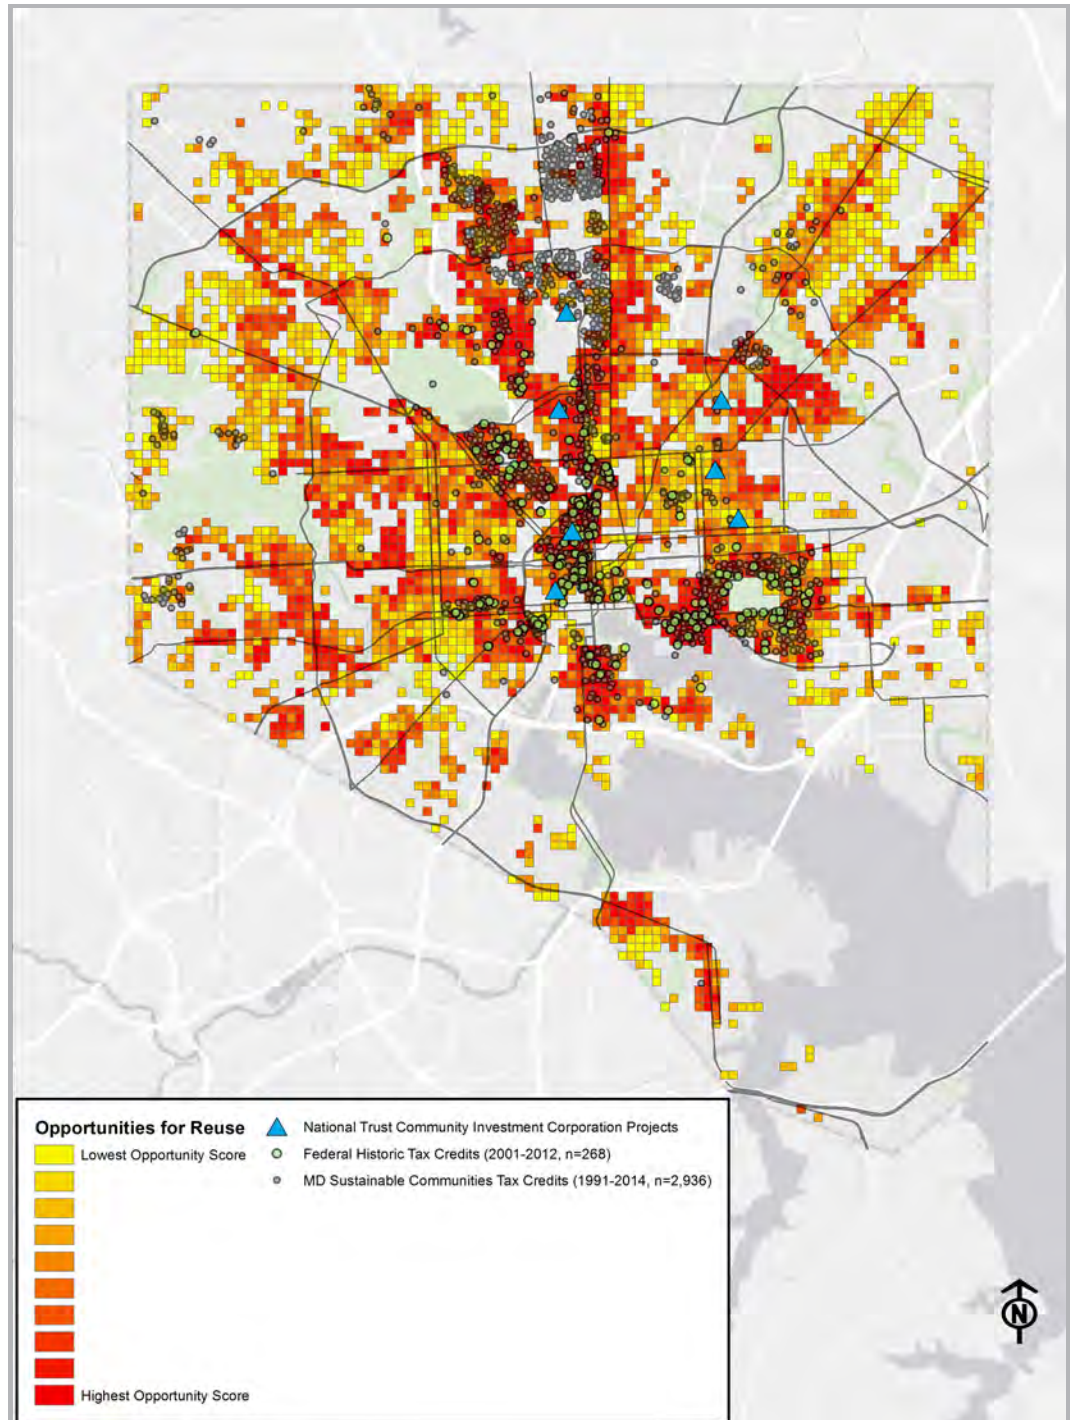 Opportunities for Reuse
Lowest Opportunity Score
Highest Opportunity Score
National Trust Community Investment Corporation Projects
Federal Historic Tax Credits (2001-2012, n=268)
MD Sustainable Communities Tax Credits (1991-2014, n=2,936)
N